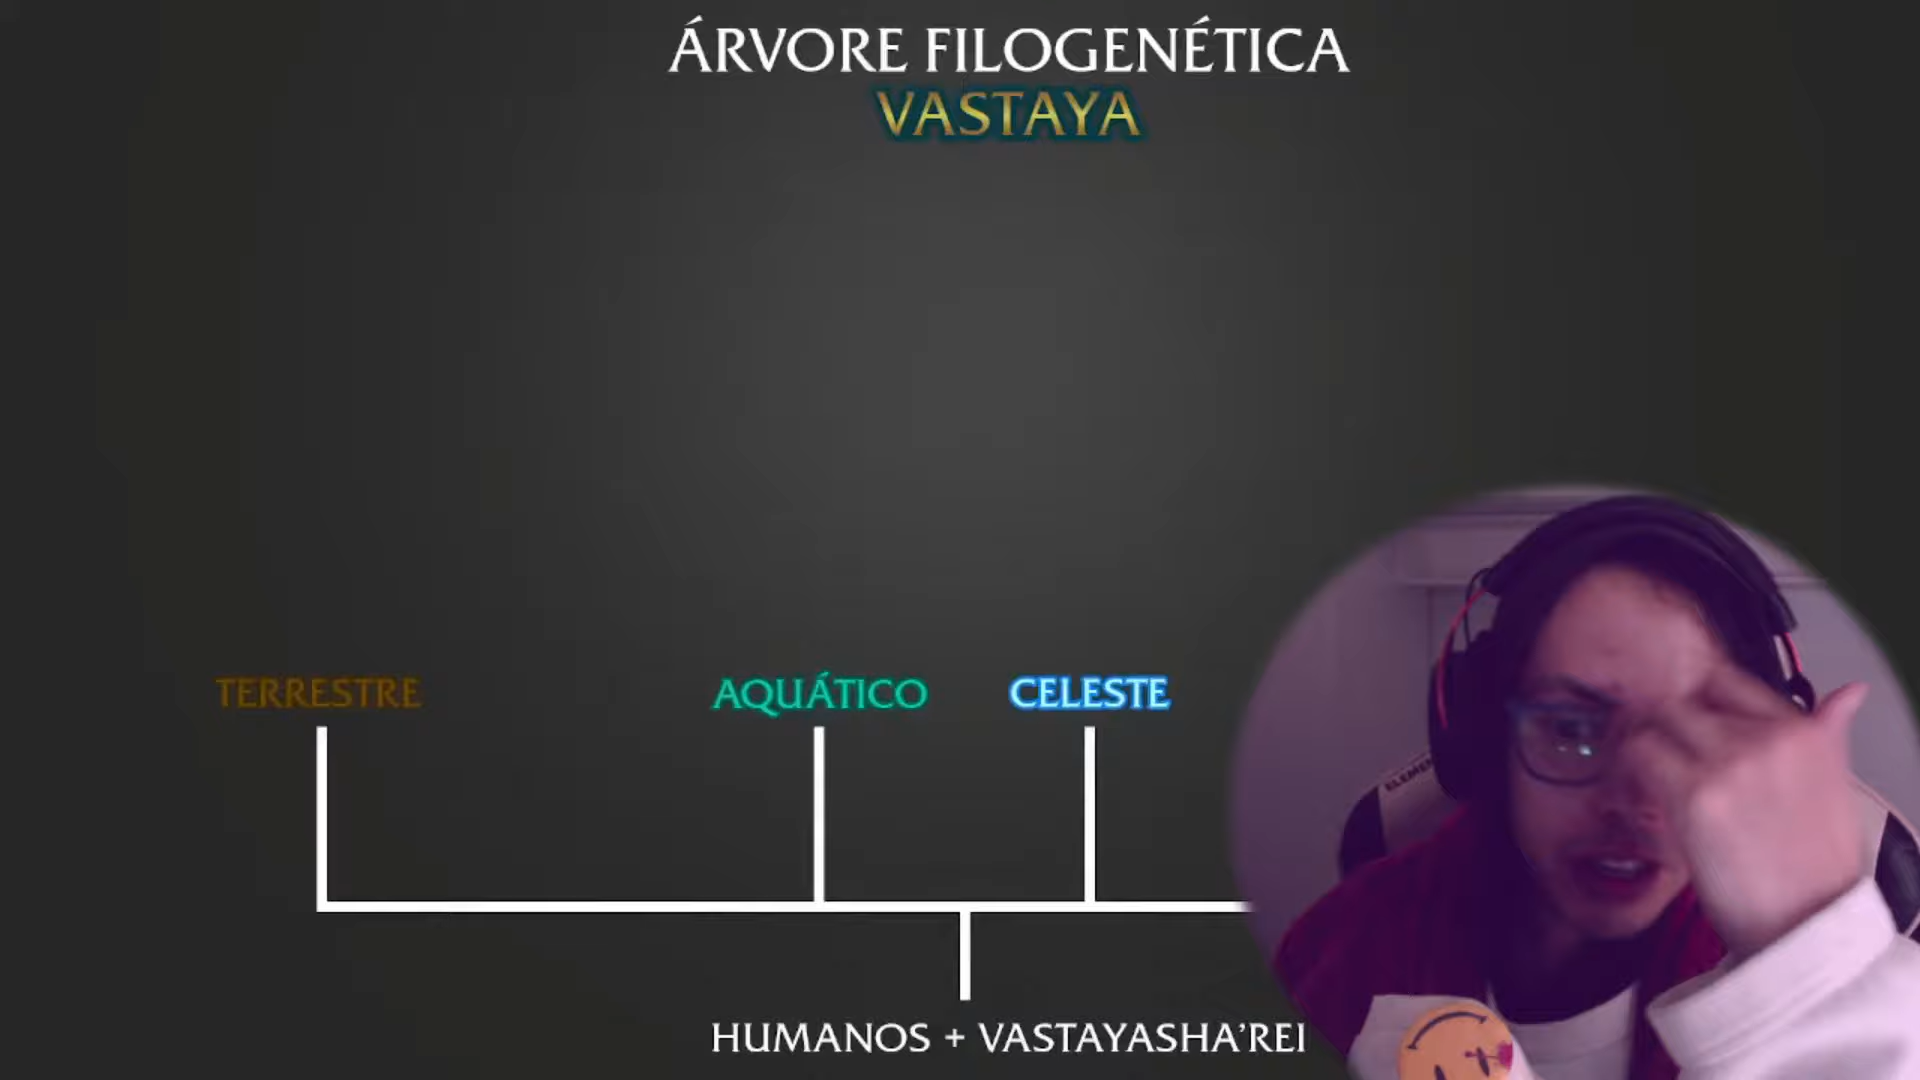 ÁRVORE FILOGENÉTICA
VASTAYA
TERRESTRE
AQUÁTICO
CELESTE
HUMANOS + VASTAYASHA’REI